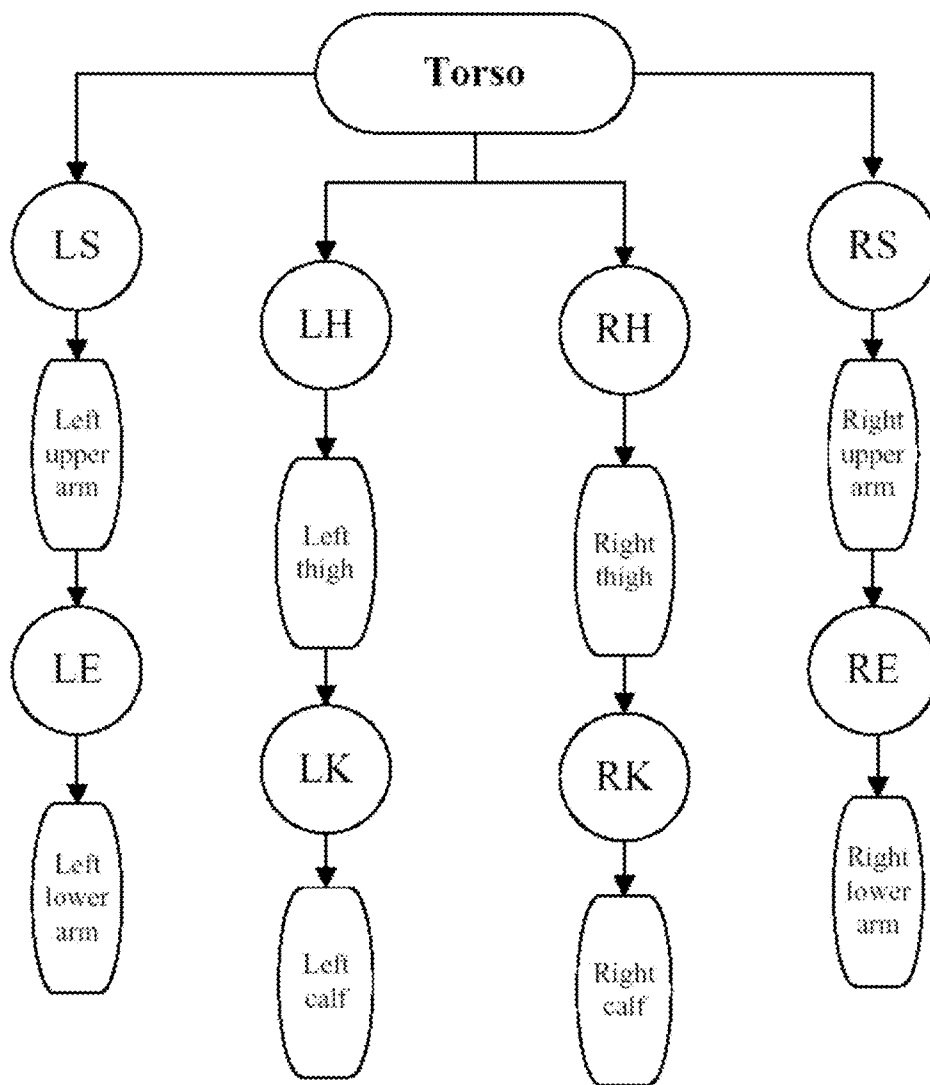 Torso
LS
RS
LH
RH
Left
upper
arm
Right
upper
arm
Left
thigh
Right
thigh
LE
RE
LK
RK
Left
lower
arm
Right
lower
arm
Left
calf
Right
calf